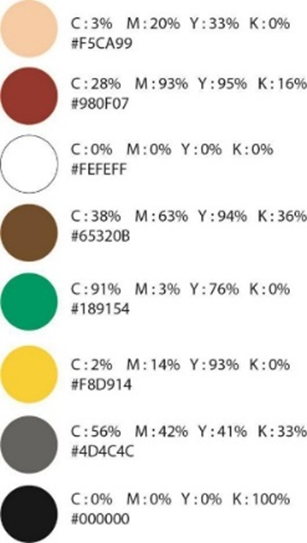 C:3% M:20% Y:33% K:0%
#F5CA99
C:28% M:93% Y:95% K:16%
#980F07
C:0% M:0% Y:0% K:0%
#FEFEFF
C:38% M:63% Y:94% K:36%
#65320B
C:91% M:3% Y:76% K:0%
#189154
C:2% M:14% Y:93% K:0%
#F8D914
C:56% M:42% Y:41% K:33%
#4D4C4C
C:0% M:0% Y:0% K:100%
#000000